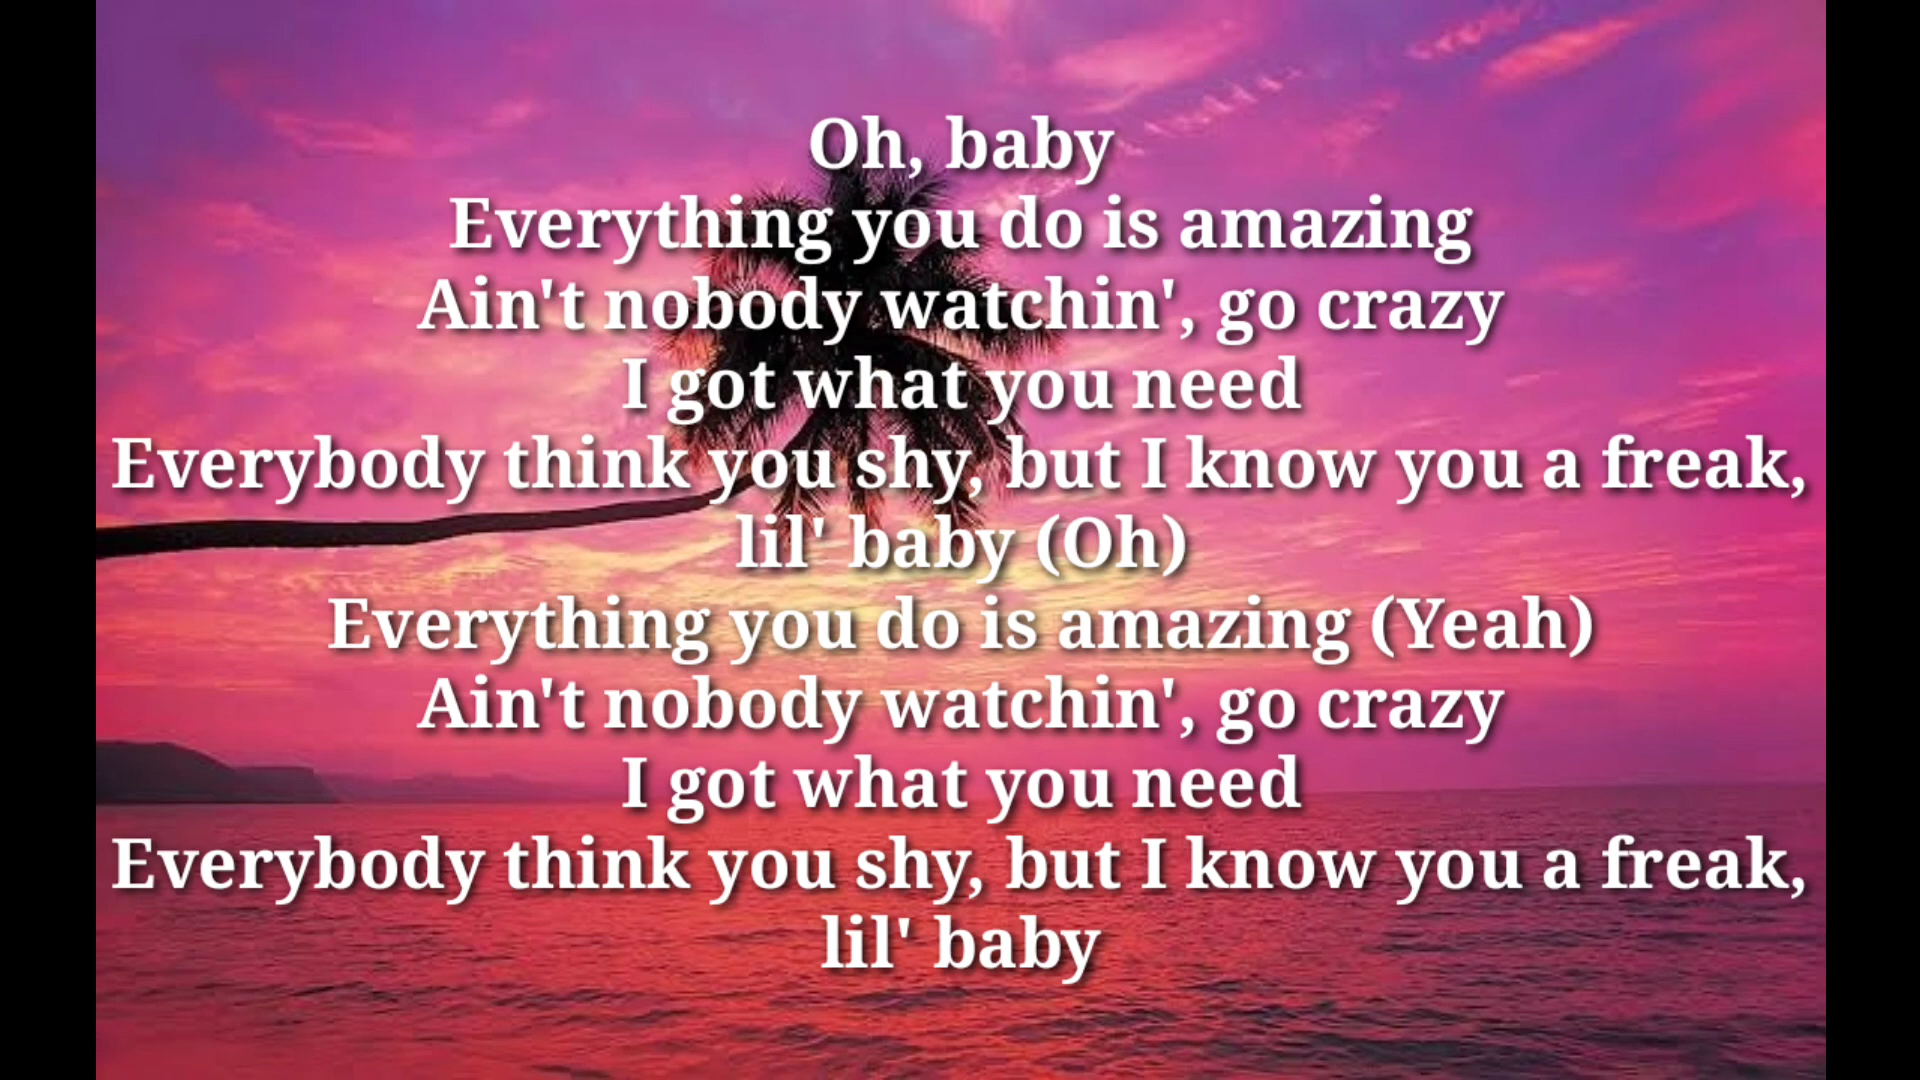 Oh, baby
Everything you do is amazing
Ain't nobody watchin', go crazy
I got what you need
Everybody think you shy, but I know you a freak,
lil' baby (Oh)
Everything you do is amazing (Yeah)
Ain't nobody watchin', go crazy
I got what you need
Everybody think you shy, but I know you a freak,
lil' baby